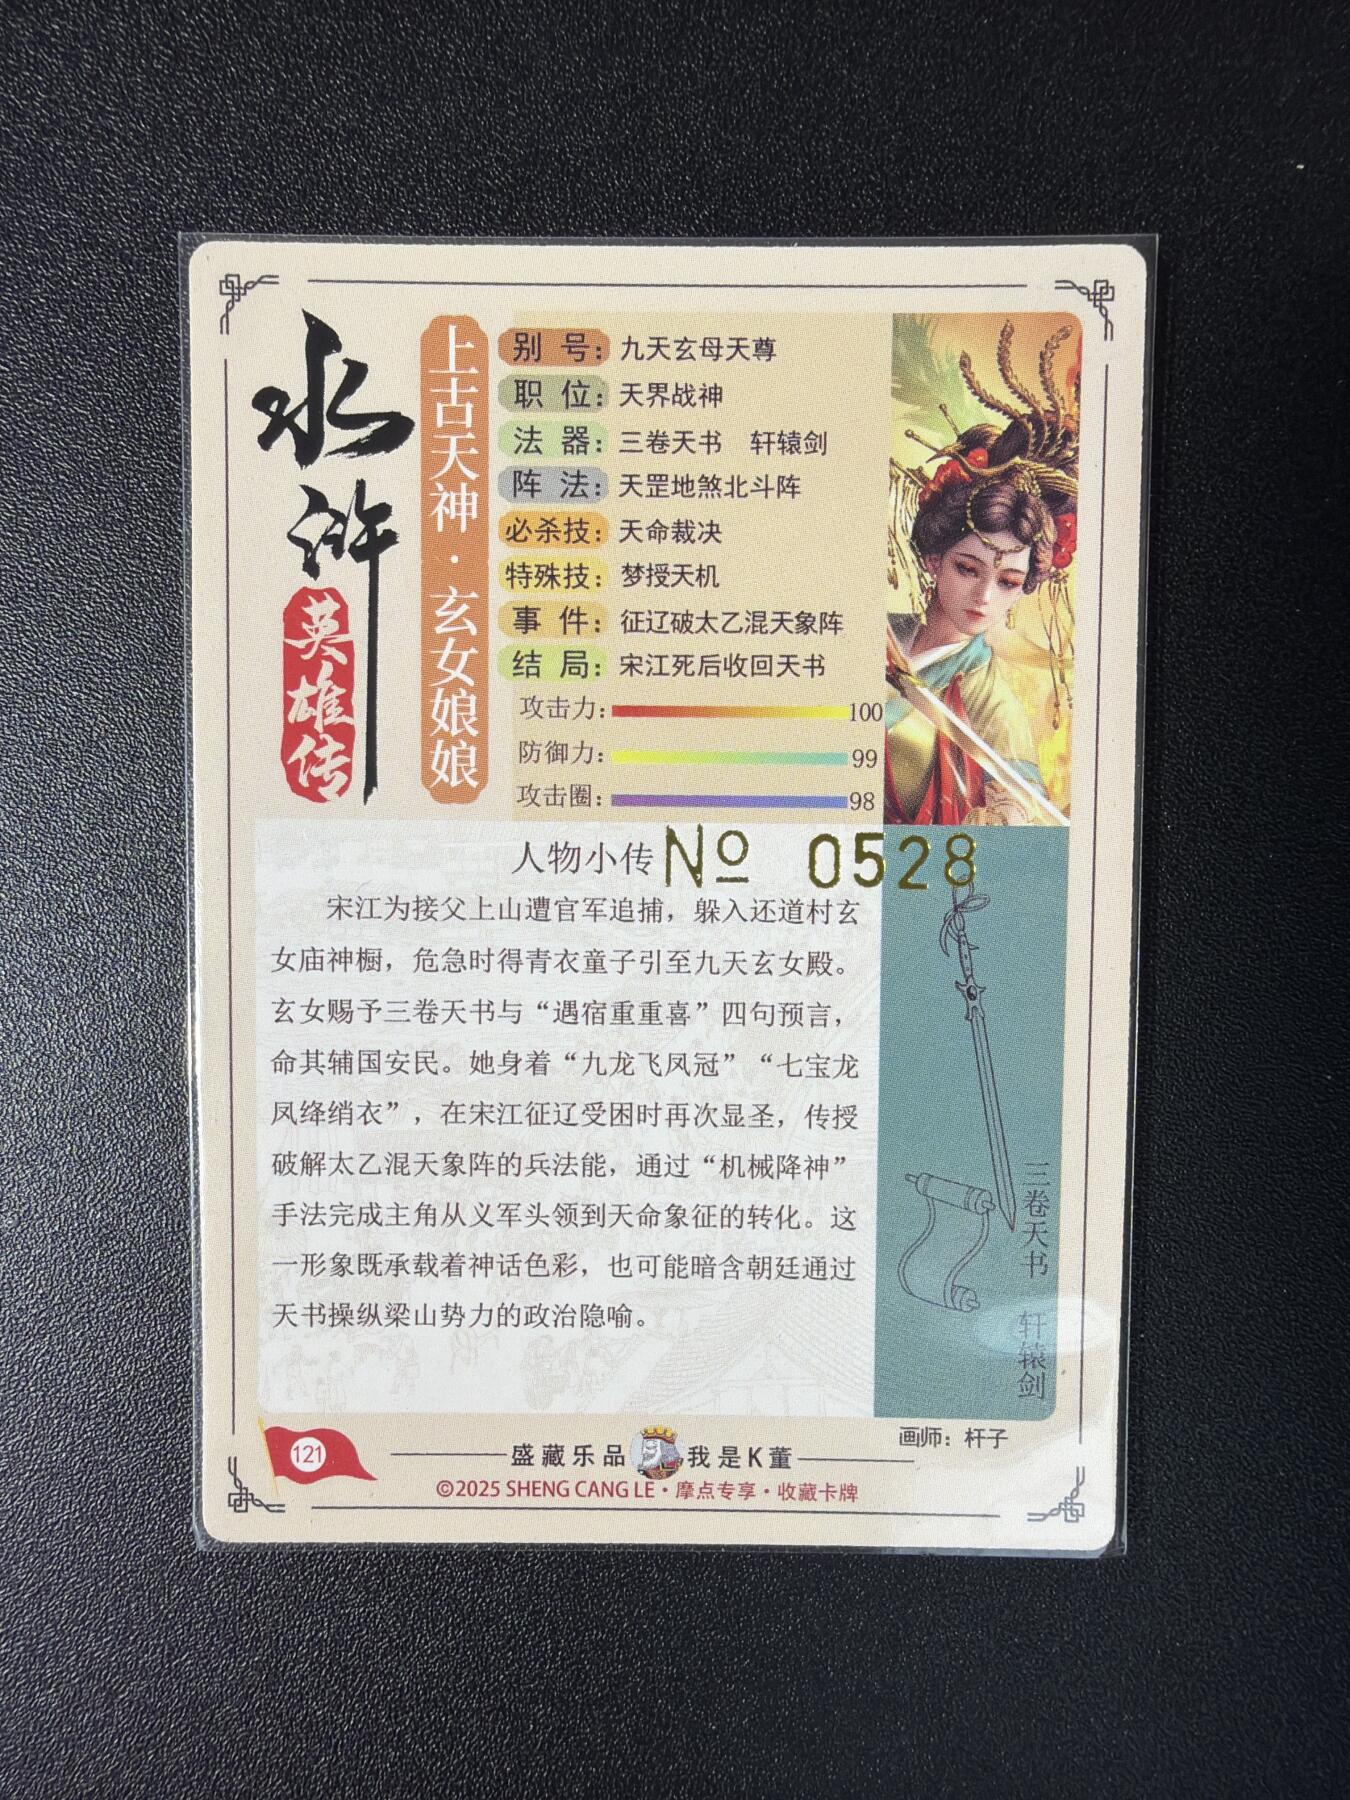 水浒
英雄传
上古天神·玄女娘娘
别号：九天玄母天尊
职位：天界战神
法器：三卷天书 轩辕剑
阵法：天罡地煞北斗阵
必杀技：天命裁决
特殊技：梦授天机
事件：征辽破太乙混天象阵
结局：宋江死后收回天书
攻击力：100
防御力：99
攻击圈：98
人物小传
№ 0528
宋江为接父上山遭官军追捕，躲入还道村玄
女庙神橱，危急时得青衣童子引至九天玄女殿。
玄女赐予三卷天书与“遇宿重重喜”四句预言，
命其辅国安民。她身着“九龙飞凤冠”“七宝龙
凤绛绡衣”，在宋江征辽受困时再次显圣，传授
破解太乙混天象阵的兵法能，通过“机械降神”
手法完成主角从义军头领到天命象征的转化。这
一形象既承载着神话色彩，也可能暗含朝廷通过
天书操纵梁山势力的政治隐喻。
三卷天书
轩辕剑
画师：杆子
121
盛藏乐品 我是K董
©2025 SHENG CANG LE·摩点专享·收藏卡牌